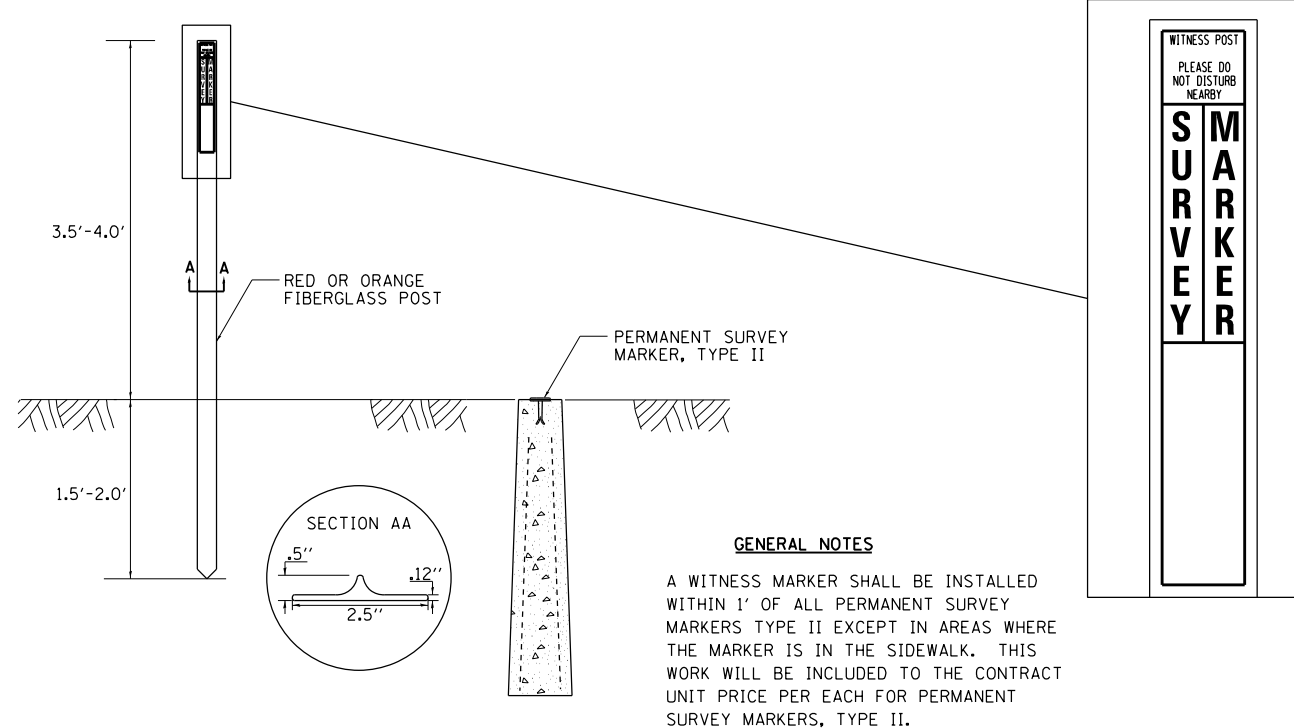 WITNESS POST
PLEASE DO
NOT DISTURB
NEARBY
SURVEY
MARKER
3.5'-4.0'
A A
RED OR ORANGE
FIBERGLASS POST
PERMANENT SURVEY
MARKER, TYPE II
1.5'-2.0'
SECTION AA
.5''
.12''
2.5''
GENERAL NOTES
A WITNESS MARKER SHALL BE INSTALLED
WITHIN 1' OF ALL PERMANENT SURVEY
MARKERS TYPE II EXCEPT IN AREAS WHERE
THE MARKER IS IN THE SIDEWALK. THIS
WORK WILL BE INCLUDED TO THE CONTRACT
UNIT PRICE PER EACH FOR PERMANENT
SURVEY MARKERS, TYPE II.
SURVEY
MARKER